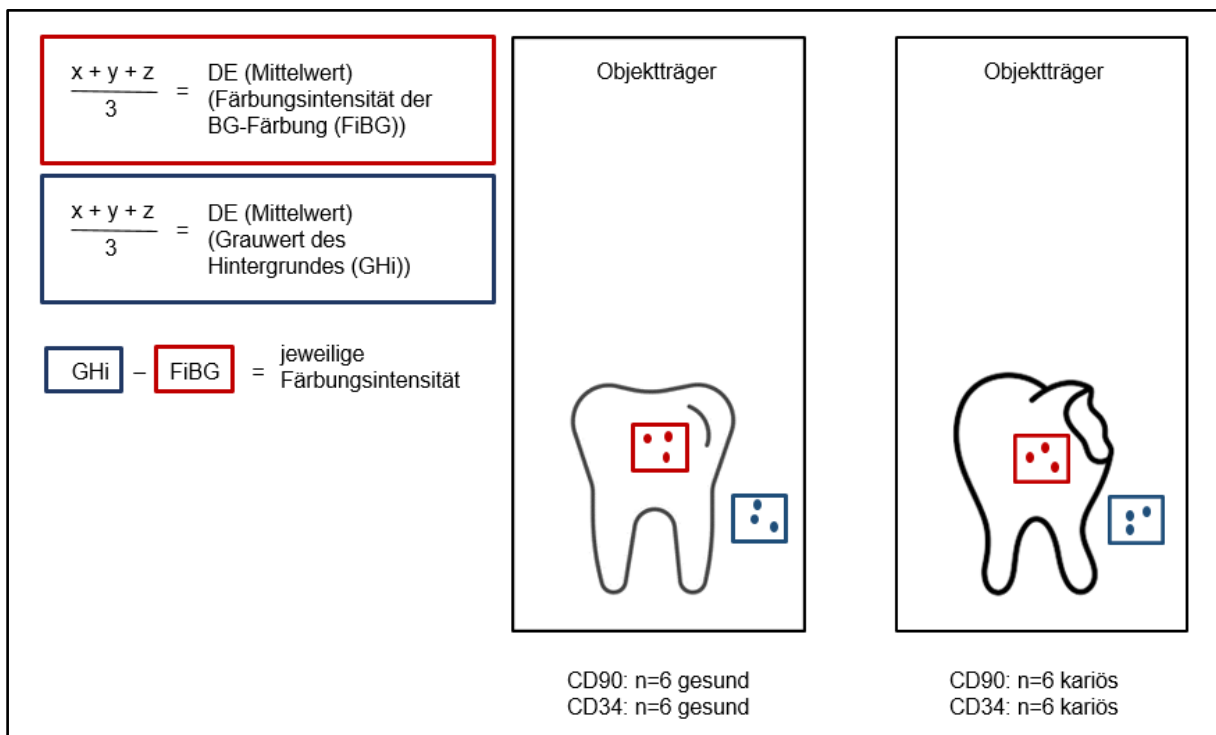 x + y + z
3
=
DE (Mittelwert)
(Färbungsintensität der
BG-Färbung (FiBG))
x + y + z
3
=
DE (Mittelwert)
(Grauwert des
Hintergrundes (GHi))
GHi – FiBG = jeweilige
Färbungsintensität
Objektträger
CD90: n=6 gesund
CD34: n=6 gesund
Objektträger
CD90: n=6 kariös
CD34: n=6 kariös